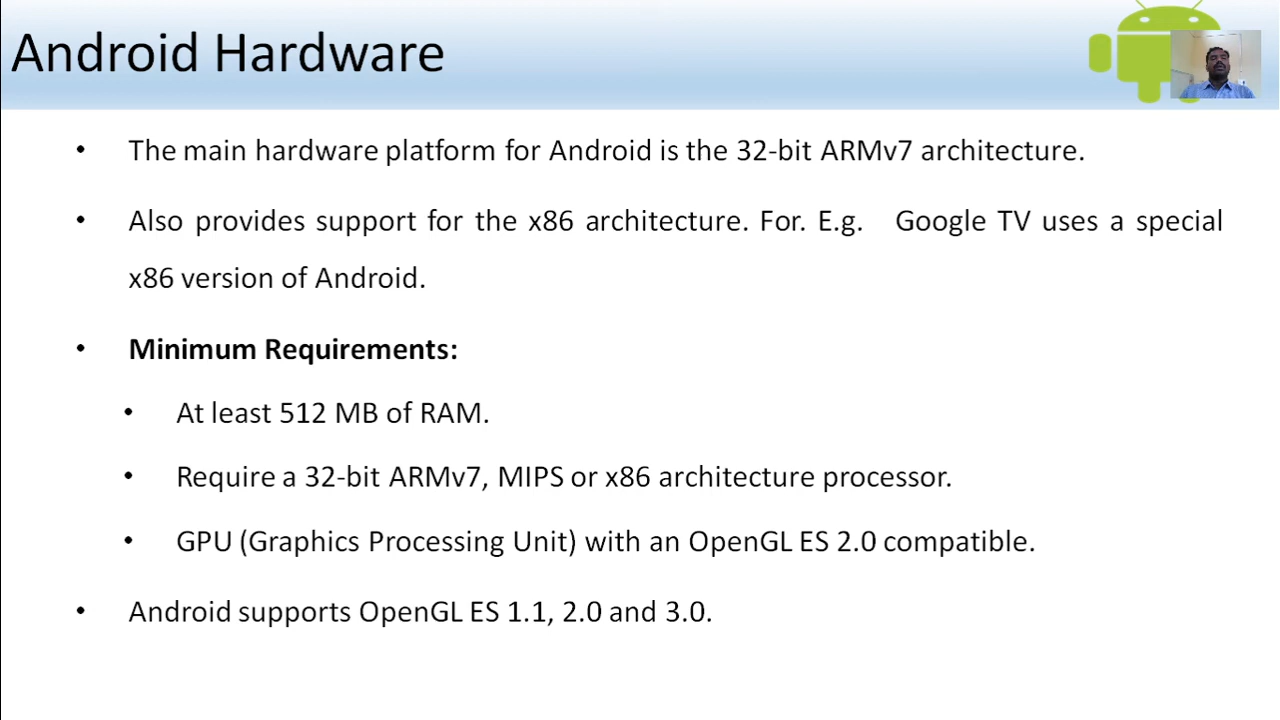 Android Hardware
• The main hardware platform for Android is the 32-bit ARMv7 architecture.
• Also provides support for the x86 architecture. For. E.g. Google TV uses a special
x86 version of Android.
• Minimum Requirements:
• At least 512 MB of RAM.
• Require a 32-bit ARMv7, MIPS or x86 architecture processor.
• GPU (Graphics Processing Unit) with an OpenGL ES 2.0 compatible.
• Android supports OpenGL ES 1.1, 2.0 and 3.0.